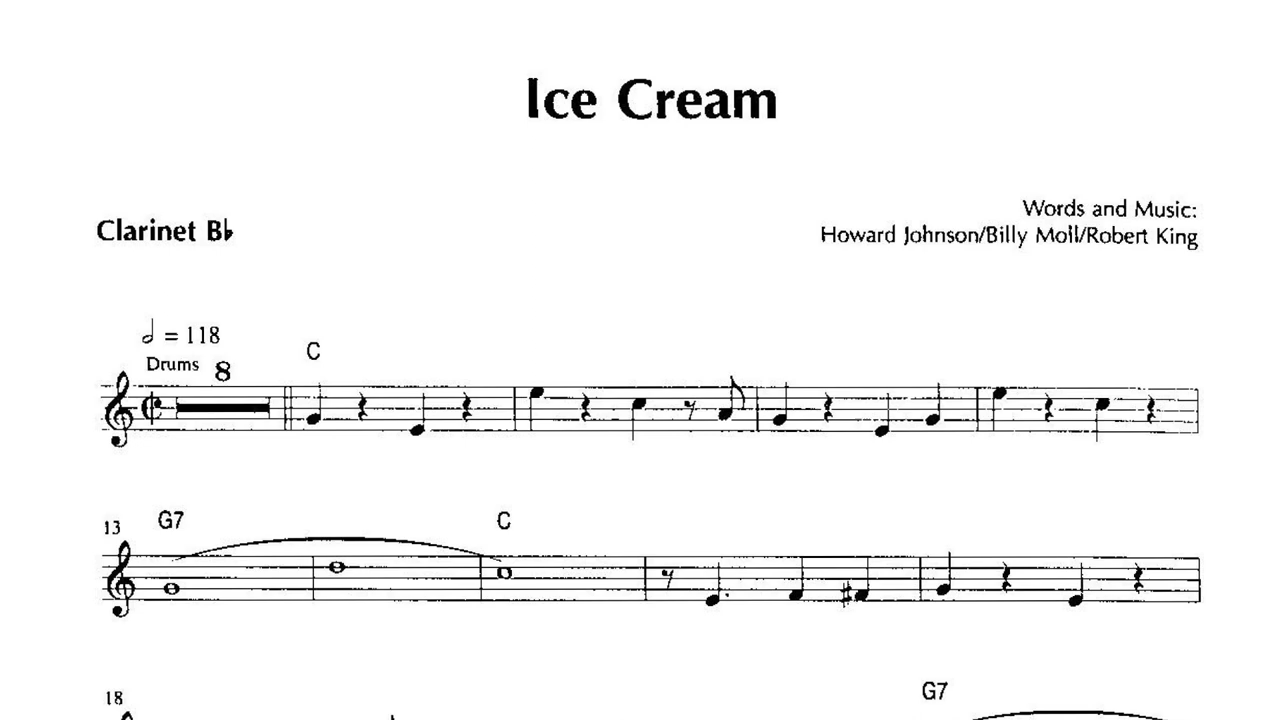 Ice Cream
Words and Music:
Clarinet B♭
Howard Johnson/Billy Moll/Robert King
= 118
Drums 8
C
13 G7 C
18 G7